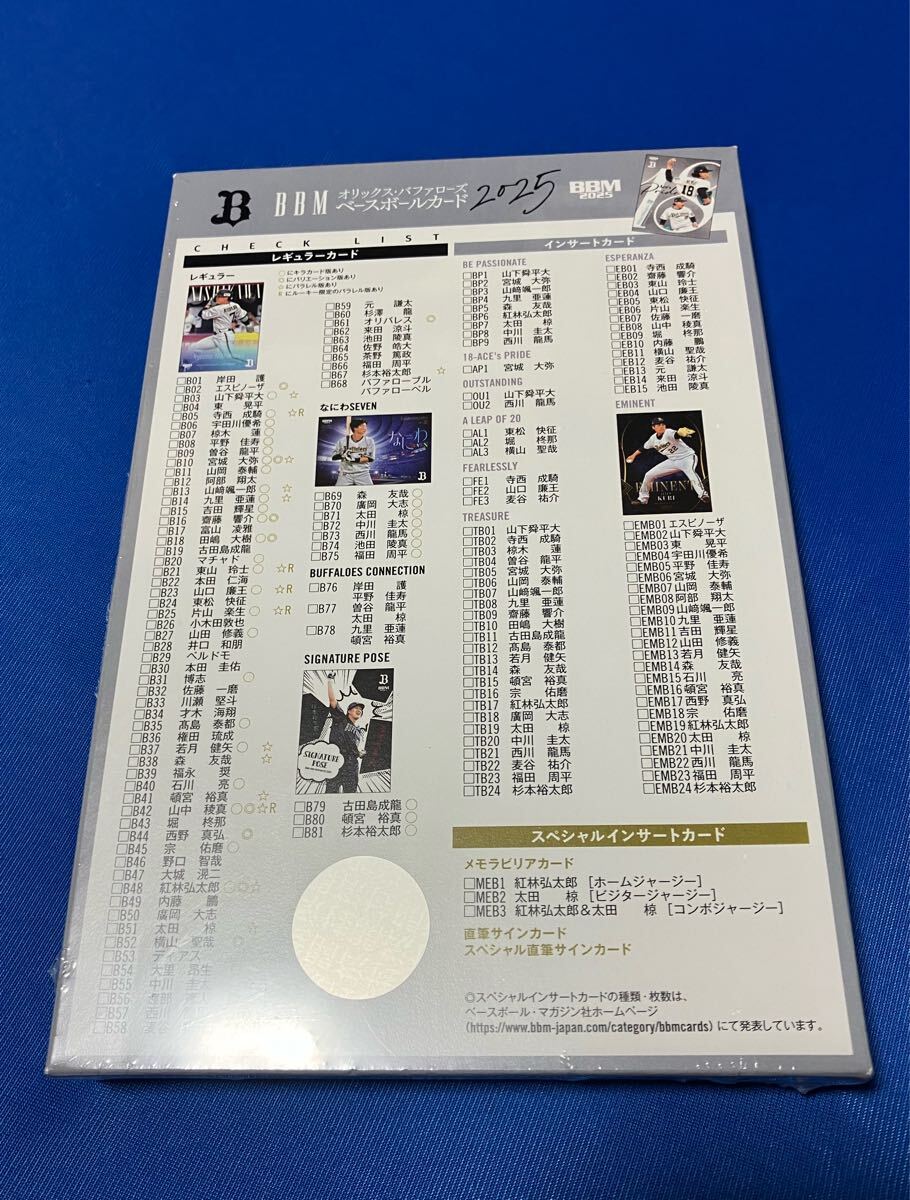 B BBM オリックス・バファローズ
ベースボールカード 2025
BBM
2025
CHECK LIST
レギュラーカード
レギュラー
◯にキラカード版あり
◎にバリエーション版あり
☆にパラレル版あり
Rにルーキー限定のパラレル版あり
□B01 岸田 護
□B02 エスピノーザ ◎
□B03 山下舜平大 ◯☆
□B04 東 晃平
□B05 寺西 成騎 ◯☆R
□B06 宇田川優希 ◯
□B07 椋木 蓮 ◯
□B08 平野 佳寿 ◯
□B09 曽谷 龍平 ◯
□B10 宮城 大弥 ◯◎☆
□B11 山岡 泰輔 ◯
□B12 阿部 翔太
□B13 山﨑颯一郎 ◯☆
□B14 九里 亜蓮 ◯☆
□B15 吉田 輝星 ◯
□B16 齋藤 響介 ◯◎
□B17 富山 凌雅
□B18 田嶋 大樹 ◎◎
□B19 古田島成龍
□B20 マチャド ◯
□B21 東山 玲士 ◯ ☆R
□B22 本田 仁海
□B23 山口 廉王 ◯ ☆R
□B24 東松 快征
□B25 片山 楽生 ◯ ☆R
□B26 小木田敦也
□B27 山田 修義 ◯
□B28 井口 和朋
□B29 ペルドモ
□B30 本田 圭佑
□B31 博志 ◯
□B32 佐藤 一磨
□B33 川瀬 堅斗
□B34 才木 海翔
□B35 髙島 泰都 ◯
□B36 権田 琉成
□B37 若月 健矢 ◯ ☆
□B38 森 友哉 ☆
□B39 福永 奨
□B40 石川 亮 ◯
□B41 頓宮 裕真 ☆
□B42 山中 稜真 ◯◎☆R
□B43 堀 柊那
□B44 西野 真弘 ◎
□B45 宗 佑磨 ◯
□B46 野口 智哉
□B47 大城 滉二
□B48 紅林弘太郎 ◯◎☆
□B49 内藤 鵬
□B50 廣岡 大志
□B51 太田 椋 ☆
□B52 横山 聖哉 ◯
□B53 ディアス
□B54 大里 昂生
□B55 中川 圭太
□B56
□B57 西川
□B58 麦谷
□B59 元 謙太
□B60 杉澤 龍
□B61 オリバレス ◎
□B62 来田 涼斗
□B63 池田 陵真
□B64 佐野 皓大
□B65 茶野 篤政
□B66 福田 周平
□B67 杉本裕太郎 ☆
□B68 バファローブル
バファローベル
なにわSEVEN
□B69 森 友哉 ◯
□B70 廣岡 大志 ◯
□B71 太田 椋 ◯
□B72 中川 圭太 ◯
□B73 西川 龍馬 ◯
□B74 池田 陵真 ◯
□B75 福田 周平 ◯
BUFFALOES CONNECTION
□B76 岸田 護
平野 佳寿
□B77 曽谷 龍平
太田 椋
□B78 九里 亜蓮
頓宮 裕真
SIGNATURE POSE
SIGNATURE
POSE
□B79 古田島成龍 ◯
□B80 頓宮 裕真 ◯
□B81 杉本裕太郎 ◯
インサートカード
BE PASSIONATE
□BP1 山下舜平大
□BP2 宮城 大弥
□BP3 山﨑颯一郎
□BP4 九里 亜蓮
□BP5 森 友哉
□BP6 紅林弘太郎
□BP7 太田 椋
□BP8 中川 圭太
□BP9 西川 龍馬
18-ACE's PRIDE
□AP1 宮城 大弥
OUTSTANDING
□OU1 山下舜平大
□OU2 西川 龍馬
A LEAP OF 20
□AL1 東松 快征
□AL2 堀 柊那
□AL3 横山 聖哉
FEARLESSLY
□FE1 寺西 成騎
□FE2 山口 廉王
□FE3 麦谷 祐介
TREASURE
□TB01 山下舜平大
□TB02 寺西 成騎
□TB03 椋木 蓮
□TB04 曽谷 龍平
□TB05 宮城 大弥
□TB06 山岡 泰輔
□TB07 山﨑颯一郎
□TB08 九里 亜蓮
□TB09 齋藤 響介
□TB10 田嶋 大樹
□TB11 古田島成龍
□TB12 髙島 泰都
□TB13 若月 健矢
□TB14 森 友哉
□TB15 頓宮 裕真
□TB16 宗 佑磨
□TB17 紅林弘太郎
□TB18 廣岡 大志
□TB19 太田 椋
□TB20 中川 圭太
□TB21 西川 龍馬
□TB22 麦谷 祐介
□TB23 福田 周平
□TB24 杉本裕太郎
ESPERANZA
□EB01 寺西 成騎
□EB02 齋藤 響介
□EB03 東山 玲士
□EB04 山口 廉王
□EB05 東松 快征
□EB06 片山 楽生
□EB07 佐藤 一磨
□EB08 山中 稜真
□EB09 堀 柊那
□EB10 内藤 鵬
□EB11 横山 聖哉
□EB12 麦谷 祐介
□EB13 元 謙太
□EB14 来田 涼斗
□EB15 池田 陵真
EMINENT
EMINENT
KURI
□EMB01 エスピノーザ
□EMB02 山下舜平大
□EMB03 東 晃平
□EMB04 宇田川優希
□EMB05 平野 佳寿
□EMB06 宮城 大弥
□EMB07 山岡 泰輔
□EMB08 阿部 翔太
□EMB09 山﨑颯一郎
□EMB10 九里 亜蓮
□EMB11 吉田 輝星
□EMB12 山田 修義
□EMB13 若月 健矢
□EMB14 森 友哉
□EMB15 石川 亮
□EMB16 頓宮 裕真
□EMB17 西野 真弘
□EMB18 宗 佑磨
□EMB19 紅林弘太郎
□EMB20 太田 椋
□EMB21 中川 圭太
□EMB22 西川 龍馬
□EMB23 福田 周平
□EMB24 杉本裕太郎
スペシャルインサートカード
メモラビリアカード
□MEB1 紅林弘太郎 [ホームジャージー]
□MEB2 太田 椋 [ビジタージャージー]
□MEB3 紅林弘太郎&太田 椋 [コンボジャージー]
直筆サインカード
スペシャル直筆サインカード
◎スペシャルインサートカードの種類・枚数は、
ベースボール・マガジン社ホームページ
(https://www.bbm-japan.com/category/bbmcards)にて発表しています。